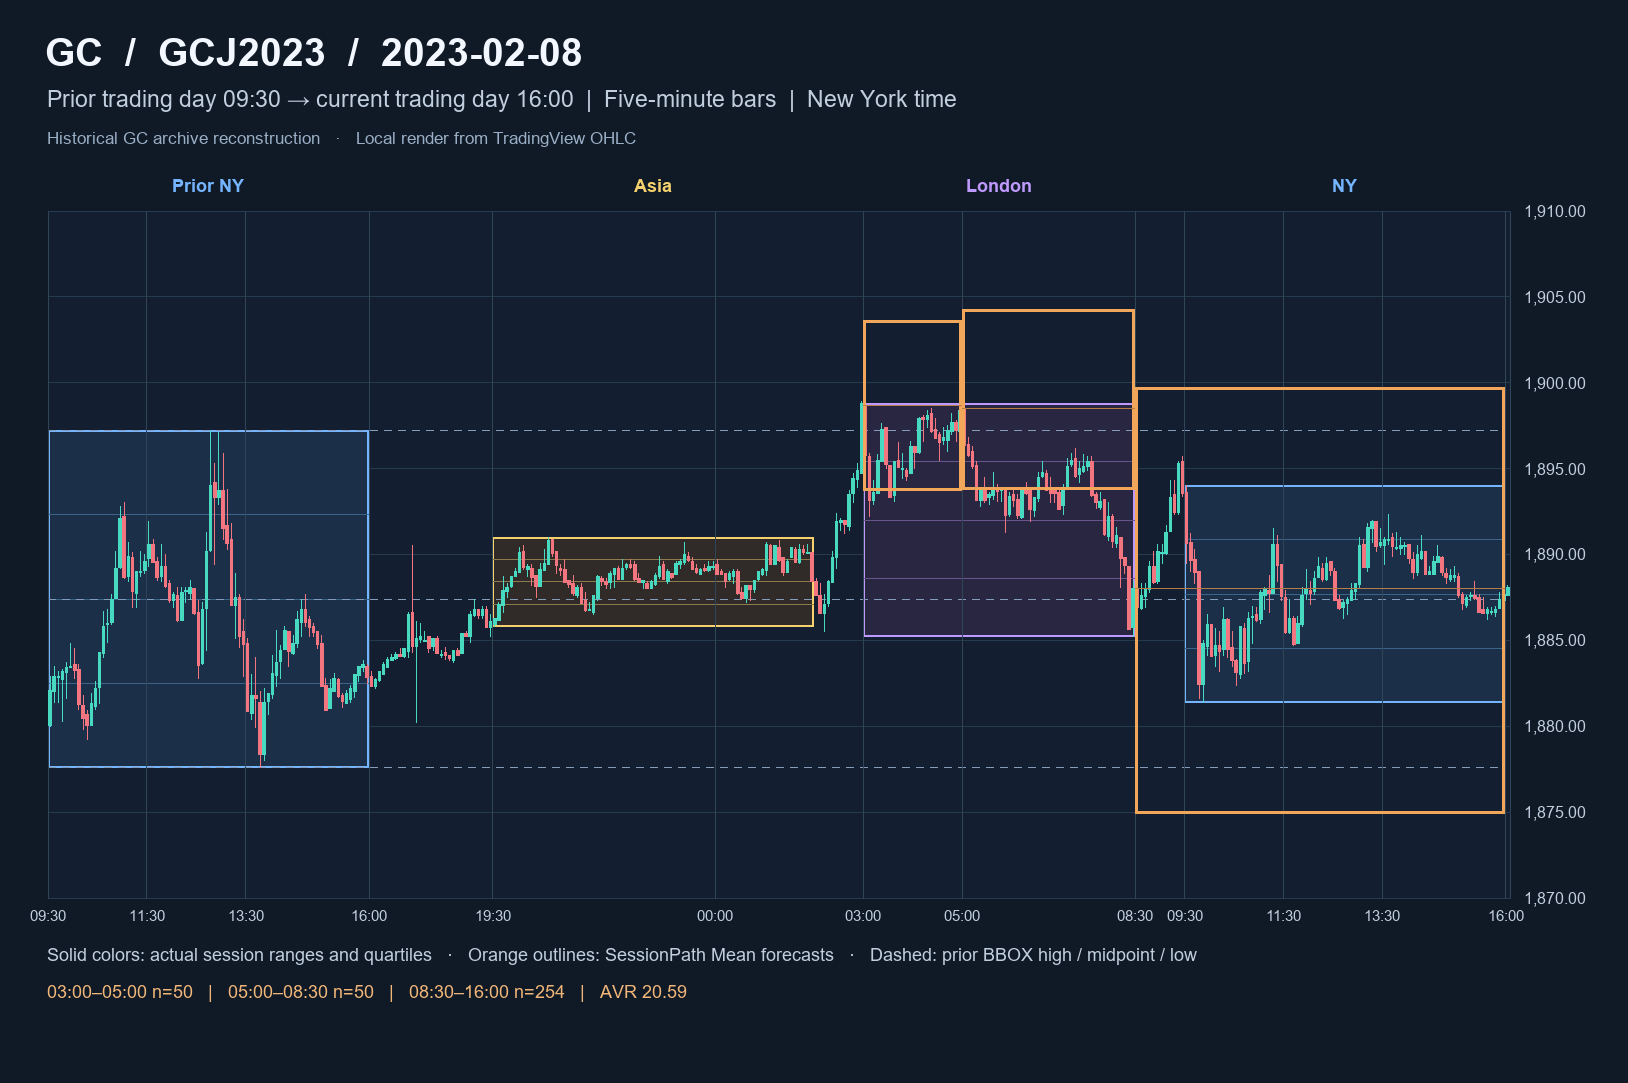 GC / GCJ2023 / 2023-02-08
Prior trading day 09:30 → current trading day 16:00 | Five-minute bars | New York time
Historical GC archive reconstruction · Local render from TradingView OHLC
Prior NY Asia London NY
1,910.00
1,905.00
1,900.00
1,895.00
1,890.00
1,885.00
1,880.00
1,875.00
1,870.00
09:30 11:30 13:30 16:00 19:30 00:00 03:00 05:00 08:30 09:30 11:30 13:30 16:00
Solid colors: actual session ranges and quartiles · Orange outlines: SessionPath Mean forecasts · Dashed: prior BBOX high / midpoint / low
03:00–05:00 n=50 | 05:00–08:30 n=50 | 08:30–16:00 n=254 | AVR 20.59